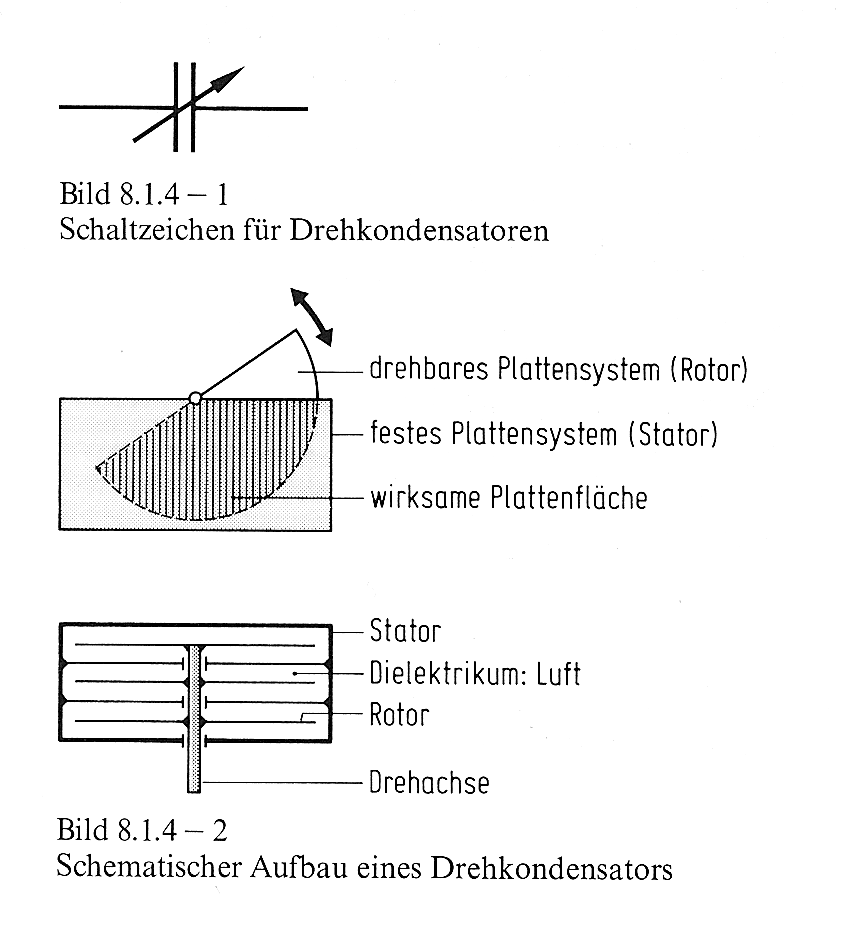 Bild 8.1.4 – 1
Schaltzeichen für Drehkondensatoren
drehbares Plattensystem (Rotor)
festes Plattensystem (Stator)
wirksame Plattenfläche
Stator
Dielektrikum: Luft
Rotor
Drehachse
Bild 8.1.4 – 2
Schematischer Aufbau eines Drehkondensators